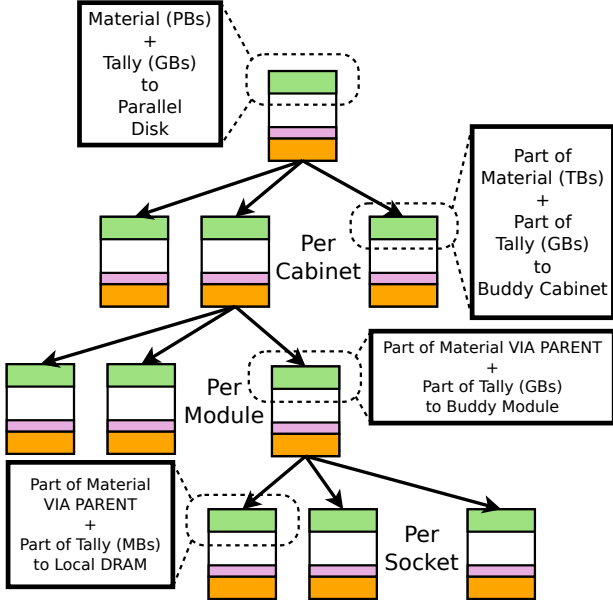 Material (PBs)
+
Tally (GBs)
to
Parallel
Disk
Part of
Material (TBs)
+
Part of
Tally (GBs)
to
Buddy Cabinet
Per
Cabinet
Part of Material VIA PARENT
+
Part of Tally (GBs)
to Buddy Module
Per
Module
Part of Material
VIA PARENT
+
Part of Tally (MBs)
to Local DRAM
Per
Socket